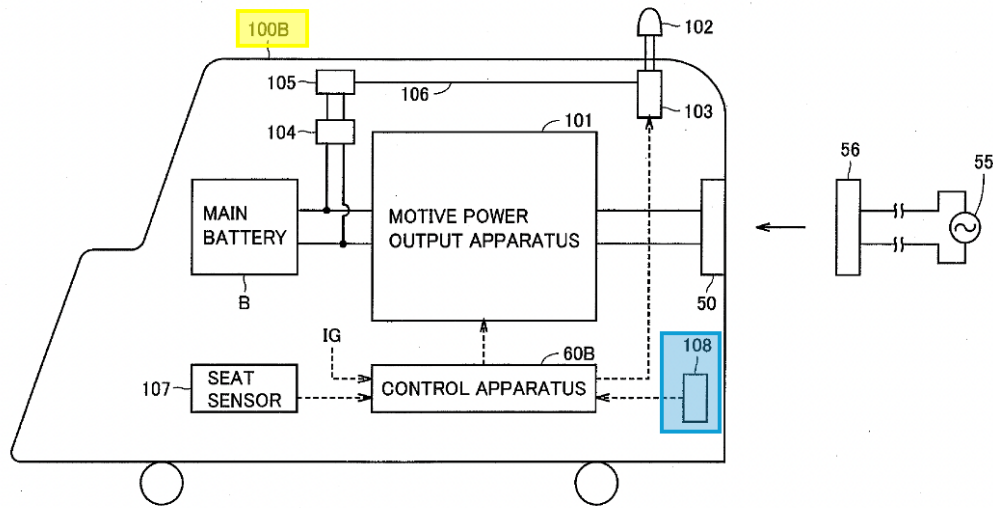 100B
102
105
106
103
104
101
56
55
MAIN
BATTERY
MOTIVE POWER
OUTPUT APPARATUS
B
50
IG
60B
108
107
SEAT
SENSOR
CONTROL APPARATUS